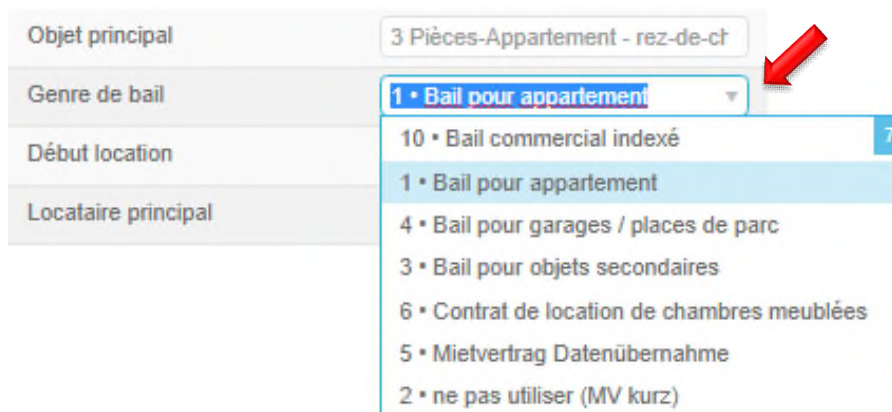 Objet principal 3 Pièces-Appartement - rez-de-ch
Genre de bail 1 • Bail pour appartement
Début location 10 • Bail commercial indexé 7
1 • Bail pour appartement
Locataire principal
4 • Bail pour garages / places de parc
3 • Bail pour objets secondaires
6 • Contrat de location de chambres meublées
5 • Mietvertrag Datenübernahme
2 • ne pas utiliser (MV kurz)